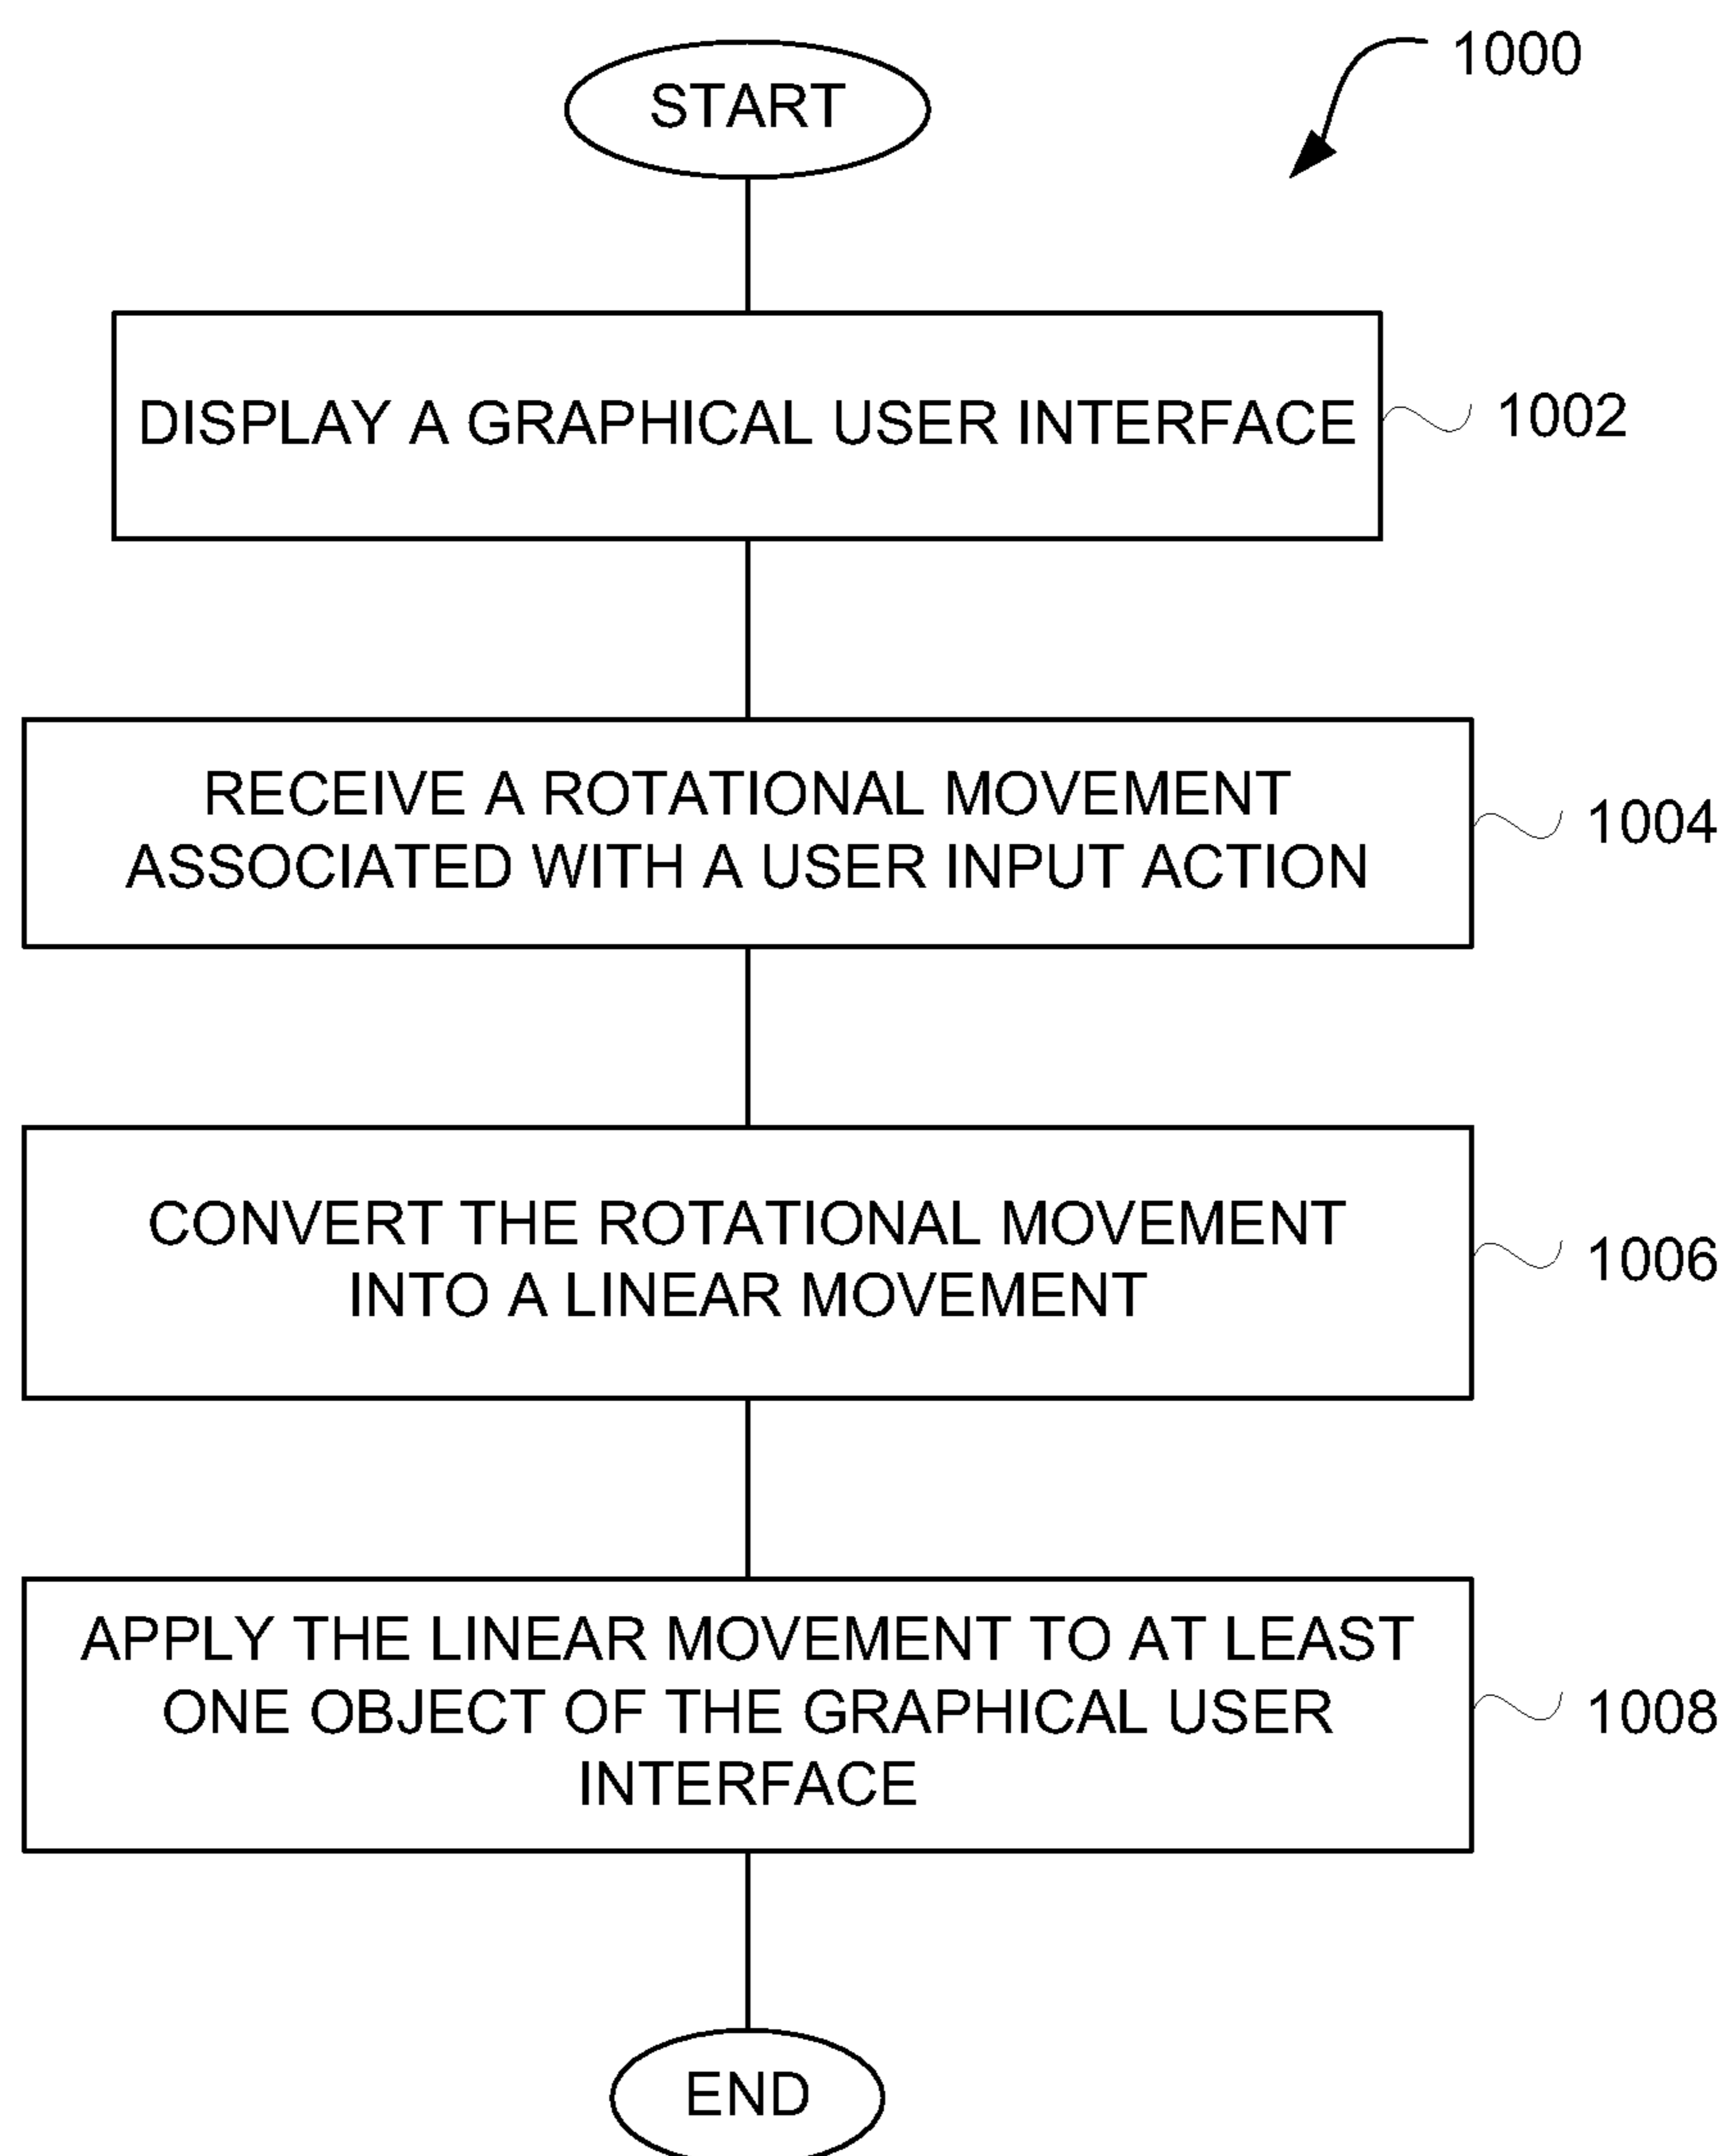 START
1000
DISPLAY A GRAPHICAL USER INTERFACE
1002
RECEIVE A ROTATIONAL MOVEMENT
ASSOCIATED WITH A USER INPUT ACTION
1004
CONVERT THE ROTATIONAL MOVEMENT
INTO A LINEAR MOVEMENT
1006
APPLY THE LINEAR MOVEMENT TO AT LEAST
ONE OBJECT OF THE GRAPHICAL USER
INTERFACE
1008
END